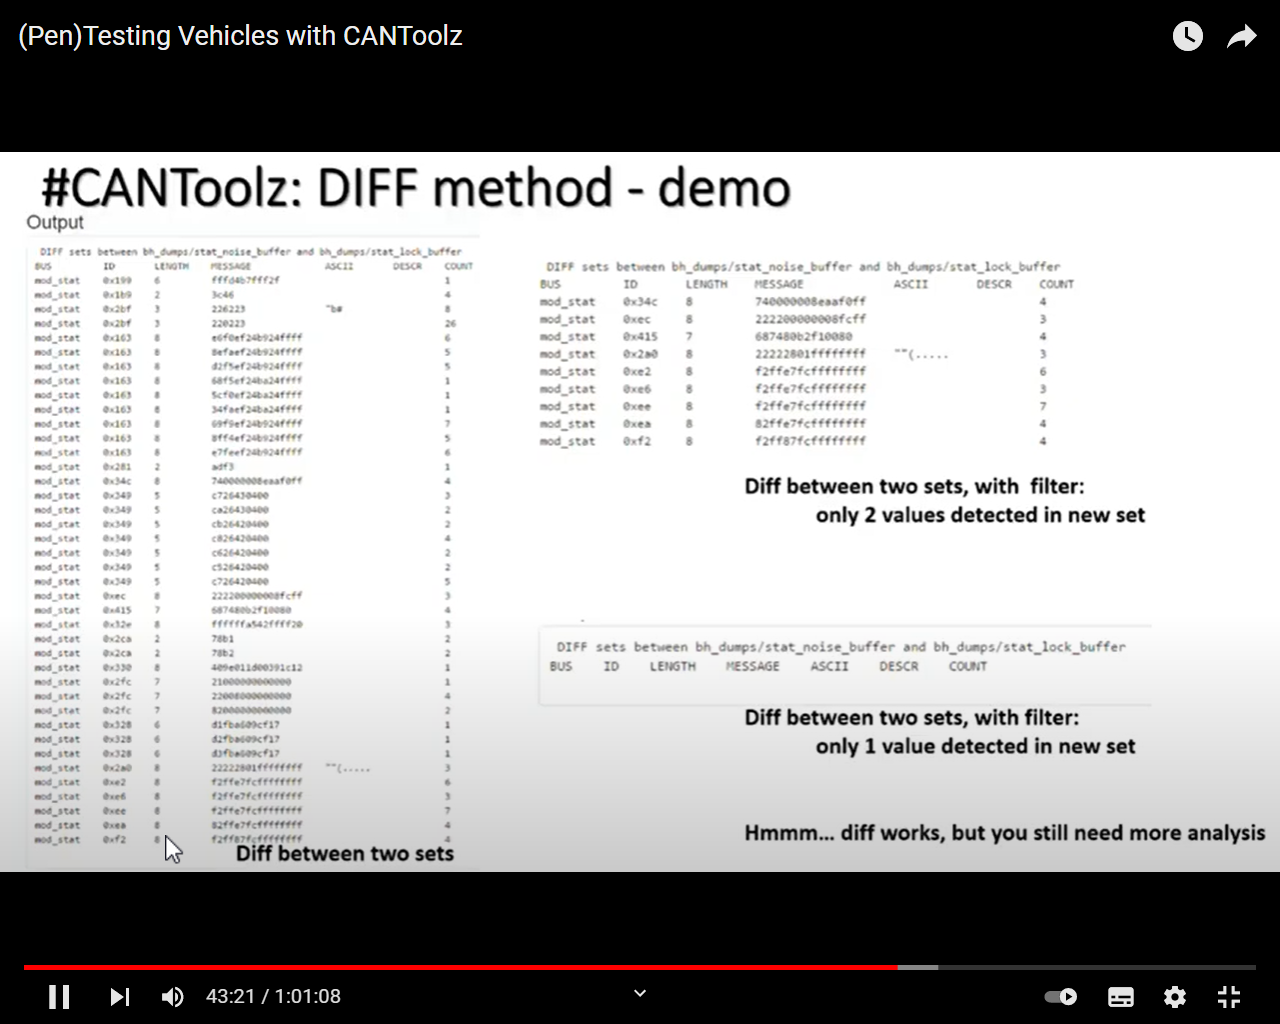 (Pen)Testing Vehicles with CANToolz
#CANToolz: DIFF method - demo
Output
DIFF sets between bh_dumps/stat_noise_buffer and bh_dumps/stat_lock_buffer
BUS ID LENGTH MESSAGE ASCII DESCR COUNT
mod_stat 0x199 6 fffd4b7fff2f 1
mod_stat 0x1b9 2 3c46 4
mod_stat 0x2bf 3 226223 "b# 8
mod_stat 0x2bf 3 220223 26
mod_stat 0x163 8 e6f0ef24b924ffff 6
mod_stat 0x163 8 8efaef24b924ffff 5
mod_stat 0x163 8 d2f5ef24b924ffff 5
mod_stat 0x163 8 68f5ef24ba24ffff 1
mod_stat 0x163 8 5cf0ef24ba24ffff 1
mod_stat 0x163 8 34faef24ba24ffff 1
mod_stat 0x163 8 69f9ef24b924ffff 7
mod_stat 0x163 8 8ff4ef24b924ffff 5
mod_stat 0x163 8 e7feef24b924ffff 6
mod_stat 0x281 2 adf3 1
mod_stat 0x34c 8 740000008eaaf0ff 4
mod_stat 0x349 5 c726430400 3
mod_stat 0x349 5 ca26430400 2
mod_stat 0x349 5 cb26420400 2
mod_stat 0x349 5 c826420400 4
mod_stat 0x349 5 c626420400 2
mod_stat 0x349 5 c526420400 2
mod_stat 0x349 5 c726420400 5
mod_stat 0xec 8 222200000008fcff 3
mod_stat 0x415 7 687480b2f10080 4
mod_stat 0x32e 8 ffffffa542ffff20 3
mod_stat 0x2ca 2 78b1 2
mod_stat 0x2ca 2 78b2 2
mod_stat 0x330 8 409e011d00391c12 1
mod_stat 0x2fc 7 21000000000000 1
mod_stat 0x2fc 7 22008000000000 4
mod_stat 0x2fc 7 82000000000000 2
mod_stat 0x328 6 d1fba609cf17 1
mod_stat 0x328 6 d2fba609cf17 1
mod_stat 0x328 6 d3fba609cf17 1
mod_stat 0x2a0 8 22222801ffffffff ""(..... 3
mod_stat 0xe2 8 f2ffe7fcffffffff 6
mod_stat 0xe6 8 f2ffe7fcffffffff 3
mod_stat 0xee 8 f2ffe7fcffffffff 7
mod_stat 0xea 8 82ffe7fcffffffff 4
mod_stat 0xf2 8 f2ff87fcffffffff 4
Diff between two sets
DIFF sets between bh_dumps/stat_noise_buffer and bh_dumps/stat_lock_buffer
BUS ID LENGTH MESSAGE ASCII DESCR COUNT
mod_stat 0x34c 8 740000008eaaf0ff 4
mod_stat 0xec 8 222200000008fcff 3
mod_stat 0x415 7 687480b2f10080 4
mod_stat 0x2a0 8 22222801ffffffff ""(..... 3
mod_stat 0xe2 8 f2ffe7fcffffffff 6
mod_stat 0xe6 8 f2ffe7fcffffffff 3
mod_stat 0xee 8 f2ffe7fcffffffff 7
mod_stat 0xea 8 82ffe7fcffffffff 4
mod_stat 0xf2 8 f2ff87fcffffffff 4
Diff between two sets, with filter:
only 2 values detected in new set
DIFF sets between bh_dumps/stat_noise_buffer and bh_dumps/stat_lock_buffer
BUS ID LENGTH MESSAGE ASCII DESCR COUNT
Diff between two sets, with filter:
only 1 value detected in new set
Hmmm... diff works, but you still need more analysis
43:21 / 1:01:08